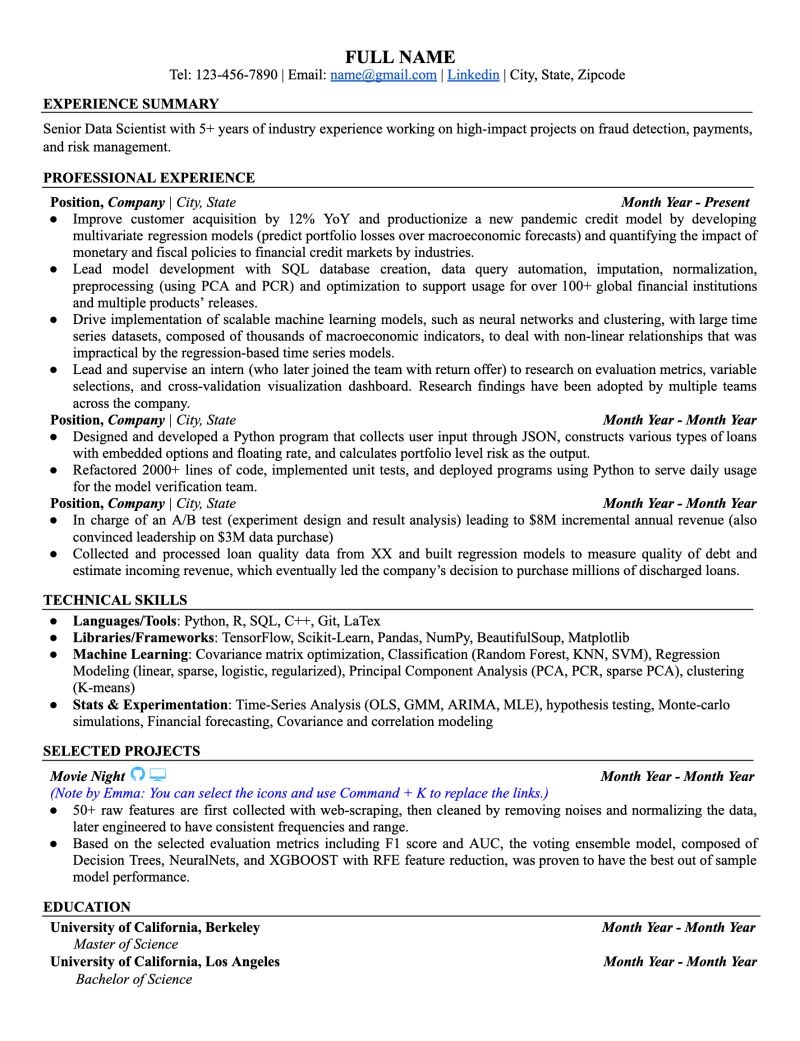 FULL NAME
Tel: 123-456-7890 | Email: name@gmail.com | Linkedin | City, State, Zipcode
EXPERIENCE SUMMARY
Senior Data Scientist with 5+ years of industry experience working on high-impact projects on fraud detection, payments,
and risk management.
PROFESSIONAL EXPERIENCE
Position, Company | City, State Month Year - Present
● Improve customer acquisition by 12% YoY and productionize a new pandemic credit model by developing
multivariate regression models (predict portfolio losses over macroeconomic forecasts) and quantifying the impact of
monetary and fiscal policies to financial credit markets by industries.
● Lead model development with SQL database creation, data query automation, imputation, normalization,
preprocessing (using PCA and PCR) and optimization to support usage for over 100+ global financial institutions
and multiple products’ releases.
● Drive implementation of scalable machine learning models, such as neural networks and clustering, with large time
series datasets, composed of thousands of macroeconomic indicators, to deal with non-linear relationships that was
impractical by the regression-based time series models.
● Lead and supervise an intern (who later joined the team with return offer) to research on evaluation metrics, variable
selections, and cross-validation visualization dashboard. Research findings have been adopted by multiple teams
across the company.
Position, Company | City, State Month Year - Month Year
● Designed and developed a Python program that collects user input through JSON, constructs various types of loans
with embedded options and floating rate, and calculates portfolio level risk as the output.
● Refactored 2000+ lines of code, implemented unit tests, and deployed programs using Python to serve daily usage
for the model verification team.
Position, Company | City, State Month Year - Month Year
● In charge of an A/B test (experiment design and result analysis) leading to $8M incremental annual revenue (also
convinced leadership on $3M data purchase)
● Collected and processed loan quality data from XX and built regression models to measure quality of debt and
estimate incoming revenue, which eventually led the company’s decision to purchase millions of discharged loans.
TECHNICAL SKILLS
● Languages/Tools: Python, R, SQL, C++, Git, LaTex
● Libraries/Frameworks: TensorFlow, Scikit-Learn, Pandas, NumPy, BeautifulSoup, Matplotlib
● Machine Learning: Covariance matrix optimization, Classification (Random Forest, KNN, SVM), Regression
Modeling (linear, sparse, logistic, regularized), Principal Component Analysis (PCA, PCR, sparse PCA), clustering
(K-means)
● Stats & Experimentation: Time-Series Analysis (OLS, GMM, ARIMA, MLE), hypothesis testing, Monte-carlo
simulations, Financial forecasting, Covariance and correlation modeling
SELECTED PROJECTS
Movie Night Month Year - Month Year
(Note by Emma: You can select the icons and use Command + K to replace the links.)
● 50+ raw features are first collected with web-scraping, then cleaned by removing noises and normalizing the data,
later engineered to have consistent frequencies and range.
● Based on the selected evaluation metrics including F1 score and AUC, the voting ensemble model, composed of
Decision Trees, NeuralNets, and XGBOOST with RFE feature reduction, was proven to have the best out of sample
model performance.
EDUCATION
University of California, Berkeley Month Year - Month Year
Master of Science
University of California, Los Angeles Month Year - Month Year
Bachelor of Science